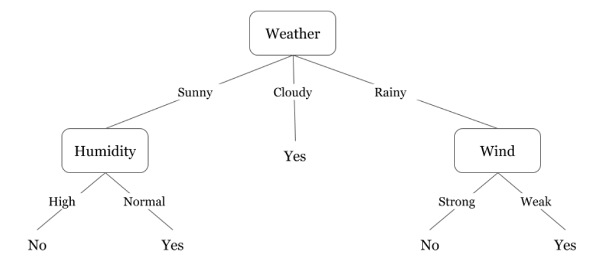 Weather
Sunny
Cloudy
Rainy
Humidity
Yes
Wind
High
Normal
Strong
Weak
No
Yes
No
Yes